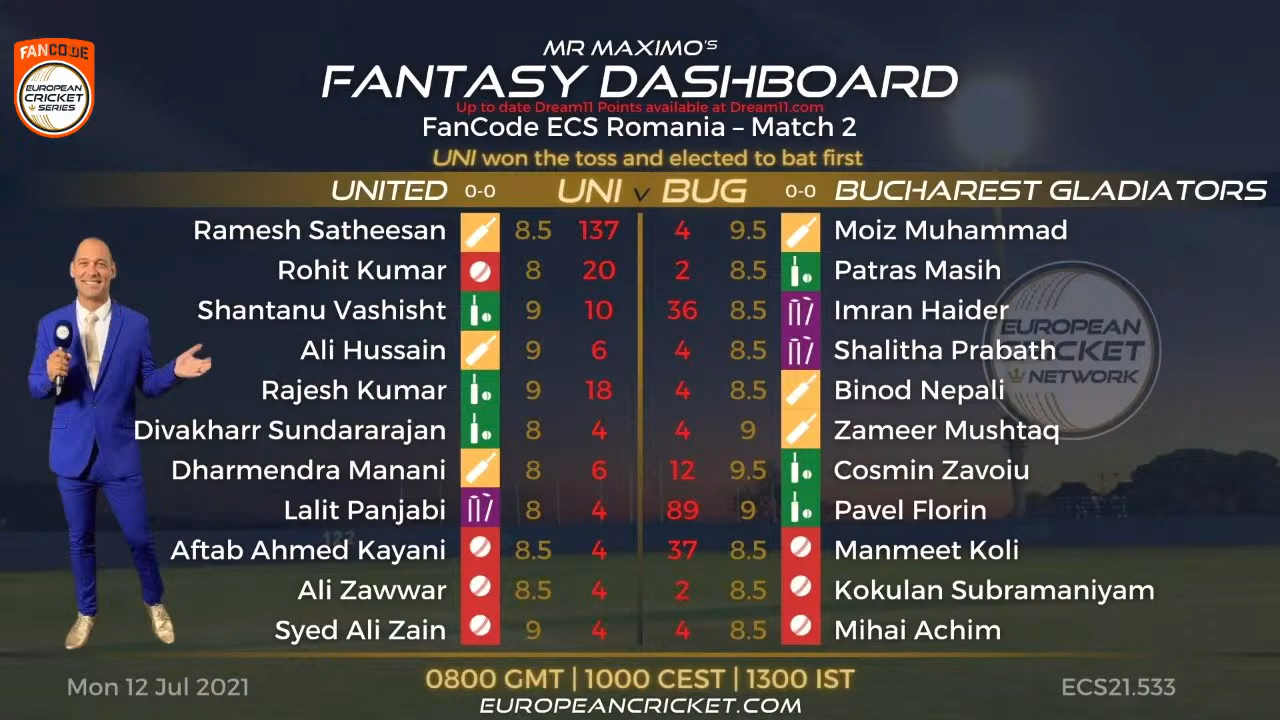 FANCODE
EUROPEAN
CRICKET
SERIES
MR MAXIMO'S
FANTASY DASHBOARD
Up to date Dream11 Points available at Dream11.com
FanCode ECS Romania – Match 2
UNI won the toss and elected to bat first
UNITED 0-0 UNI v BUG 0-0 BUCHAREST GLADIATORS
Ramesh Satheesan 8.5 137 4 9.5 Moiz Muhammad
Rohit Kumar 8 20 2 8.5 Patras Masih
Shantanu Vashisht 9 10 36 8.5 Imran Haider
Ali Hussain 9 6 4 8.5 Shalitha Prabath
Rajesh Kumar 9 18 4 8.5 Binod Nepali
Divakharr Sundararajan 8 4 4 9 Zameer Mushtaq
Dharmendra Manani 8 6 12 9.5 Cosmin Zavoiu
Lalit Panjabi 8 4 89 9 Pavel Florin
Aftab Ahmed Kayani 8.5 4 37 8.5 Manmeet Koli
Ali Zawwar 8.5 4 2 8.5 Kokulan Subramaniyam
Syed Ali Zain 9 4 4 8.5 Mihai Achim
EUROPEAN
CRICKET
NETWORK
Mon 12 Jul 2021
0800 GMT | 1000 CEST | 1300 IST
EUROPEANCRICKET.COM
ECS21.533